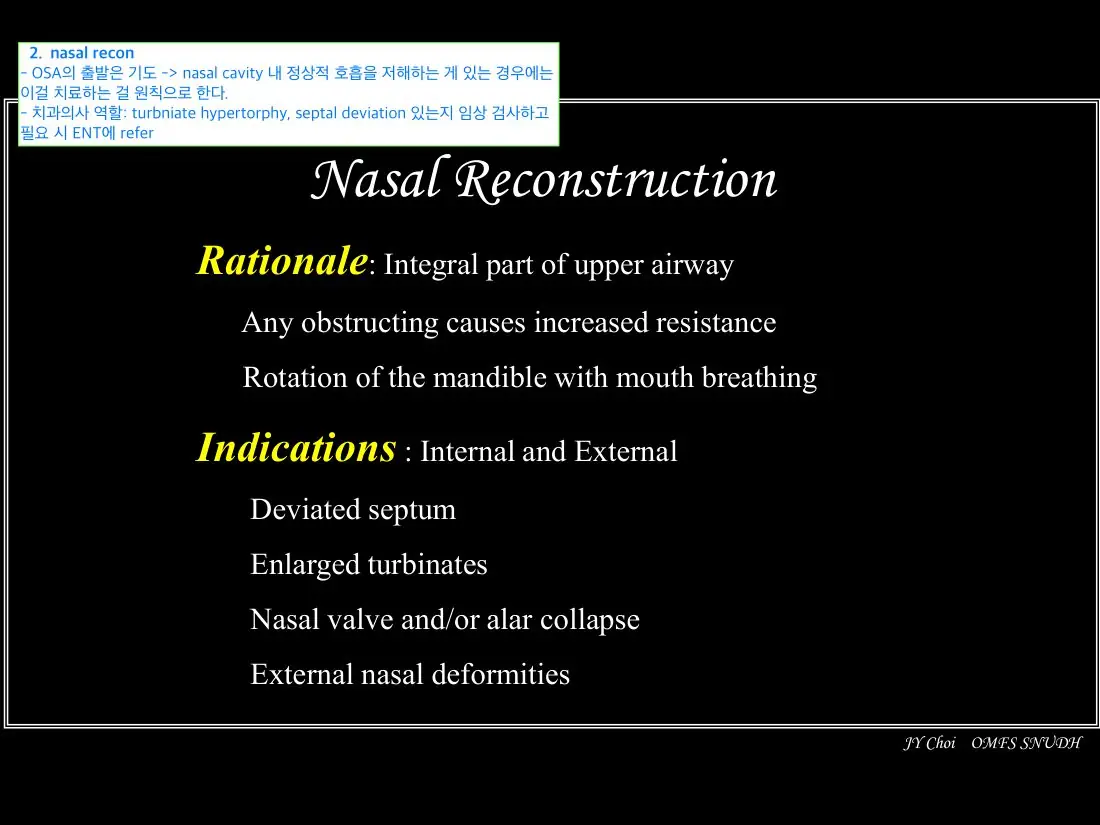 2. nasal recon
- OSA의 출발은 기도 -> nasal cavity 내 정상적 호흡을 저해하는 게 있는 경우에는
이걸 치료하는 걸 원칙으로 한다.
- 치과의사 역할: turbniate hypertorphy, septal deviation 있는지 임상 검사하고
필요 시 ENT에 refer
Nasal Reconstruction
Rationale: Integral part of upper airway
Any obstructing causes increased resistance
Rotation of the mandible with mouth breathing
Indications : Internal and External
Deviated septum
Enlarged turbinates
Nasal valve and/or alar collapse
External nasal deformities
JY Choi OMFS SNUDH